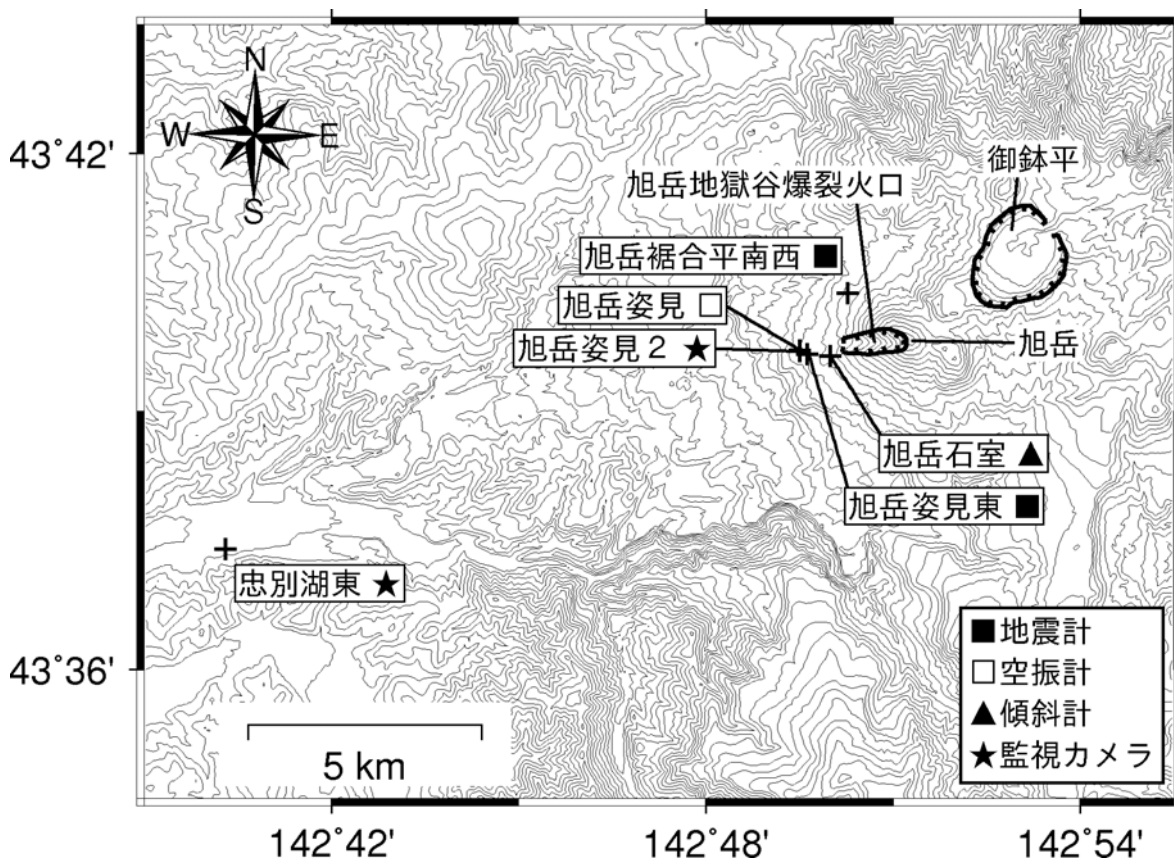 N
W E
S
43°42'
御鉢平
旭岳地獄谷爆裂火口
旭岳裾合平南西 ■
旭岳姿見 □
旭岳姿見２ ★
旭岳
旭岳石室 ▲
旭岳姿見東 ■
忠別湖東 ★
43°36'
■地震計
□空振計
▲傾斜計
★監視カメラ
5 km
142°42' 142°48' 142°54'